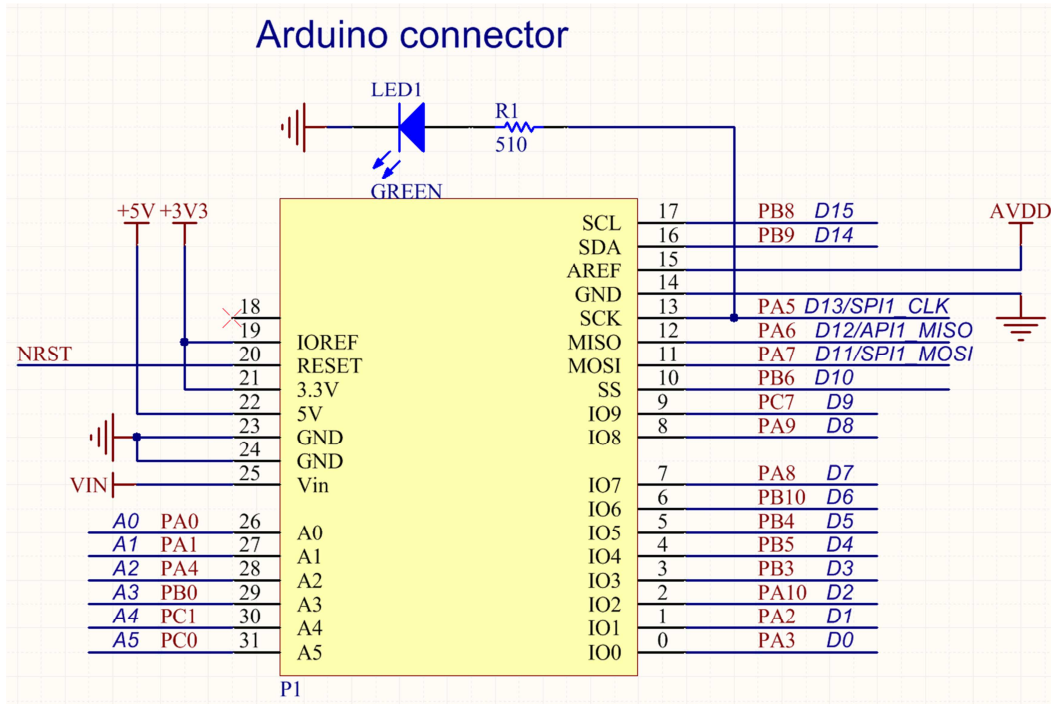 Arduino connector
LED1
R1
510
GREEN
+5V +3V3
AVDD
NRST
VIN
18
19 IOREF
20 RESET
21 3.3V
22 5V
23 GND
24 GND
25 Vin
A0 PA0 26 A0
A1 PA1 27 A1
A2 PA4 28 A2
A3 PB0 29 A3
A4 PC1 30 A4
A5 PC0 31 A5
SCL 17 PB8 D15
SDA 16 PB9 D14
AREF 15
GND 14
SCK 13 PA5 D13/SPI1_CLK
MISO 12 PA6 D12/API1_MISO
MOSI 11 PA7 D11/SPI1_MOSI
SS 10 PB6 D10
IO9 9 PC7 D9
IO8 8 PA9 D8
IO7 7 PA8 D7
IO6 6 PB10 D6
IO5 5 PB4 D5
IO4 4 PB5 D4
IO3 3 PB3 D3
IO2 2 PA10 D2
IO1 1 PA2 D1
IO0 0 PA3 D0
P1